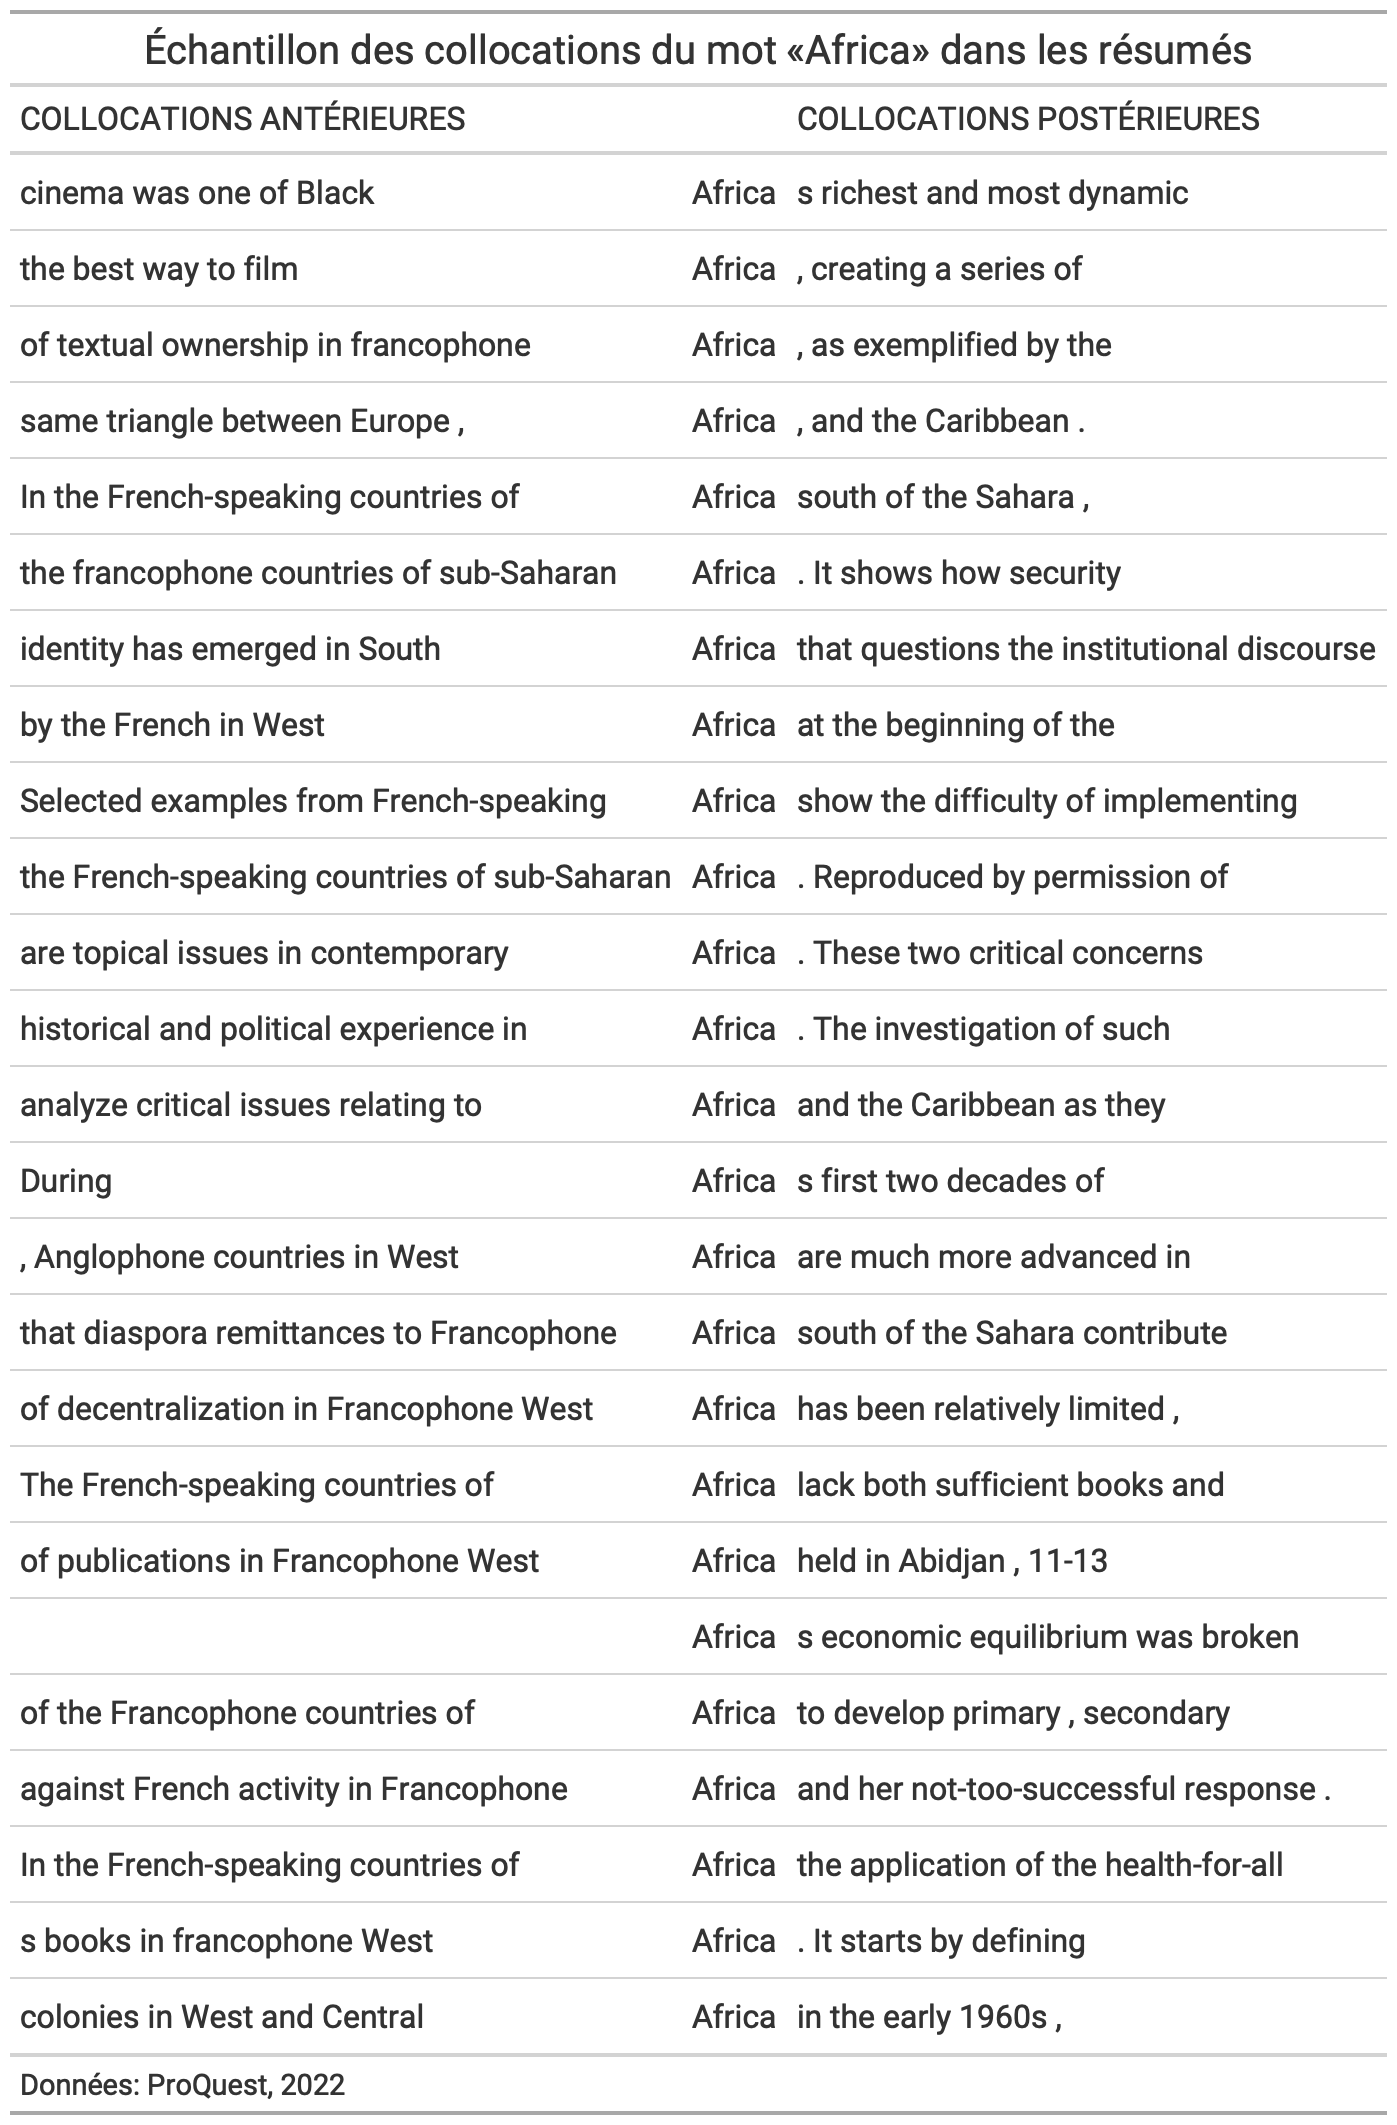 Échantillon des collocations du mot «Africa» dans les résumés
COLLOCATIONS ANTÉRIEURES COLLOCATIONS POSTÉRIEURES
cinema was one of Black Africa s richest and most dynamic
the best way to film Africa , creating a series of
of textual ownership in francophone Africa , as exemplified by the
same triangle between Europe , Africa , and the Caribbean .
In the French-speaking countries of Africa south of the Sahara ,
the francophone countries of sub-Saharan Africa . It shows how security
identity has emerged in South Africa that questions the institutional discourse
by the French in West Africa at the beginning of the
Selected examples from French-speaking Africa show the difficulty of implementing
the French-speaking countries of sub-Saharan Africa . Reproduced by permission of
are topical issues in contemporary Africa . These two critical concerns
historical and political experience in Africa . The investigation of such
analyze critical issues relating to Africa and the Caribbean as they
During Africa s first two decades of
, Anglophone countries in West Africa are much more advanced in
that diaspora remittances to Francophone Africa south of the Sahara contribute
of decentralization in Francophone West Africa has been relatively limited ,
The French-speaking countries of Africa lack both sufficient books and
of publications in Francophone West Africa held in Abidjan , 11-13
Africa s economic equilibrium was broken
of the Francophone countries of Africa to develop primary , secondary
against French activity in Francophone Africa and her not-too-successful response .
In the French-speaking countries of Africa the application of the health-for-all
s books in francophone West Africa . It starts by defining
colonies in West and Central Africa in the early 1960s ,
Données: ProQuest, 2022